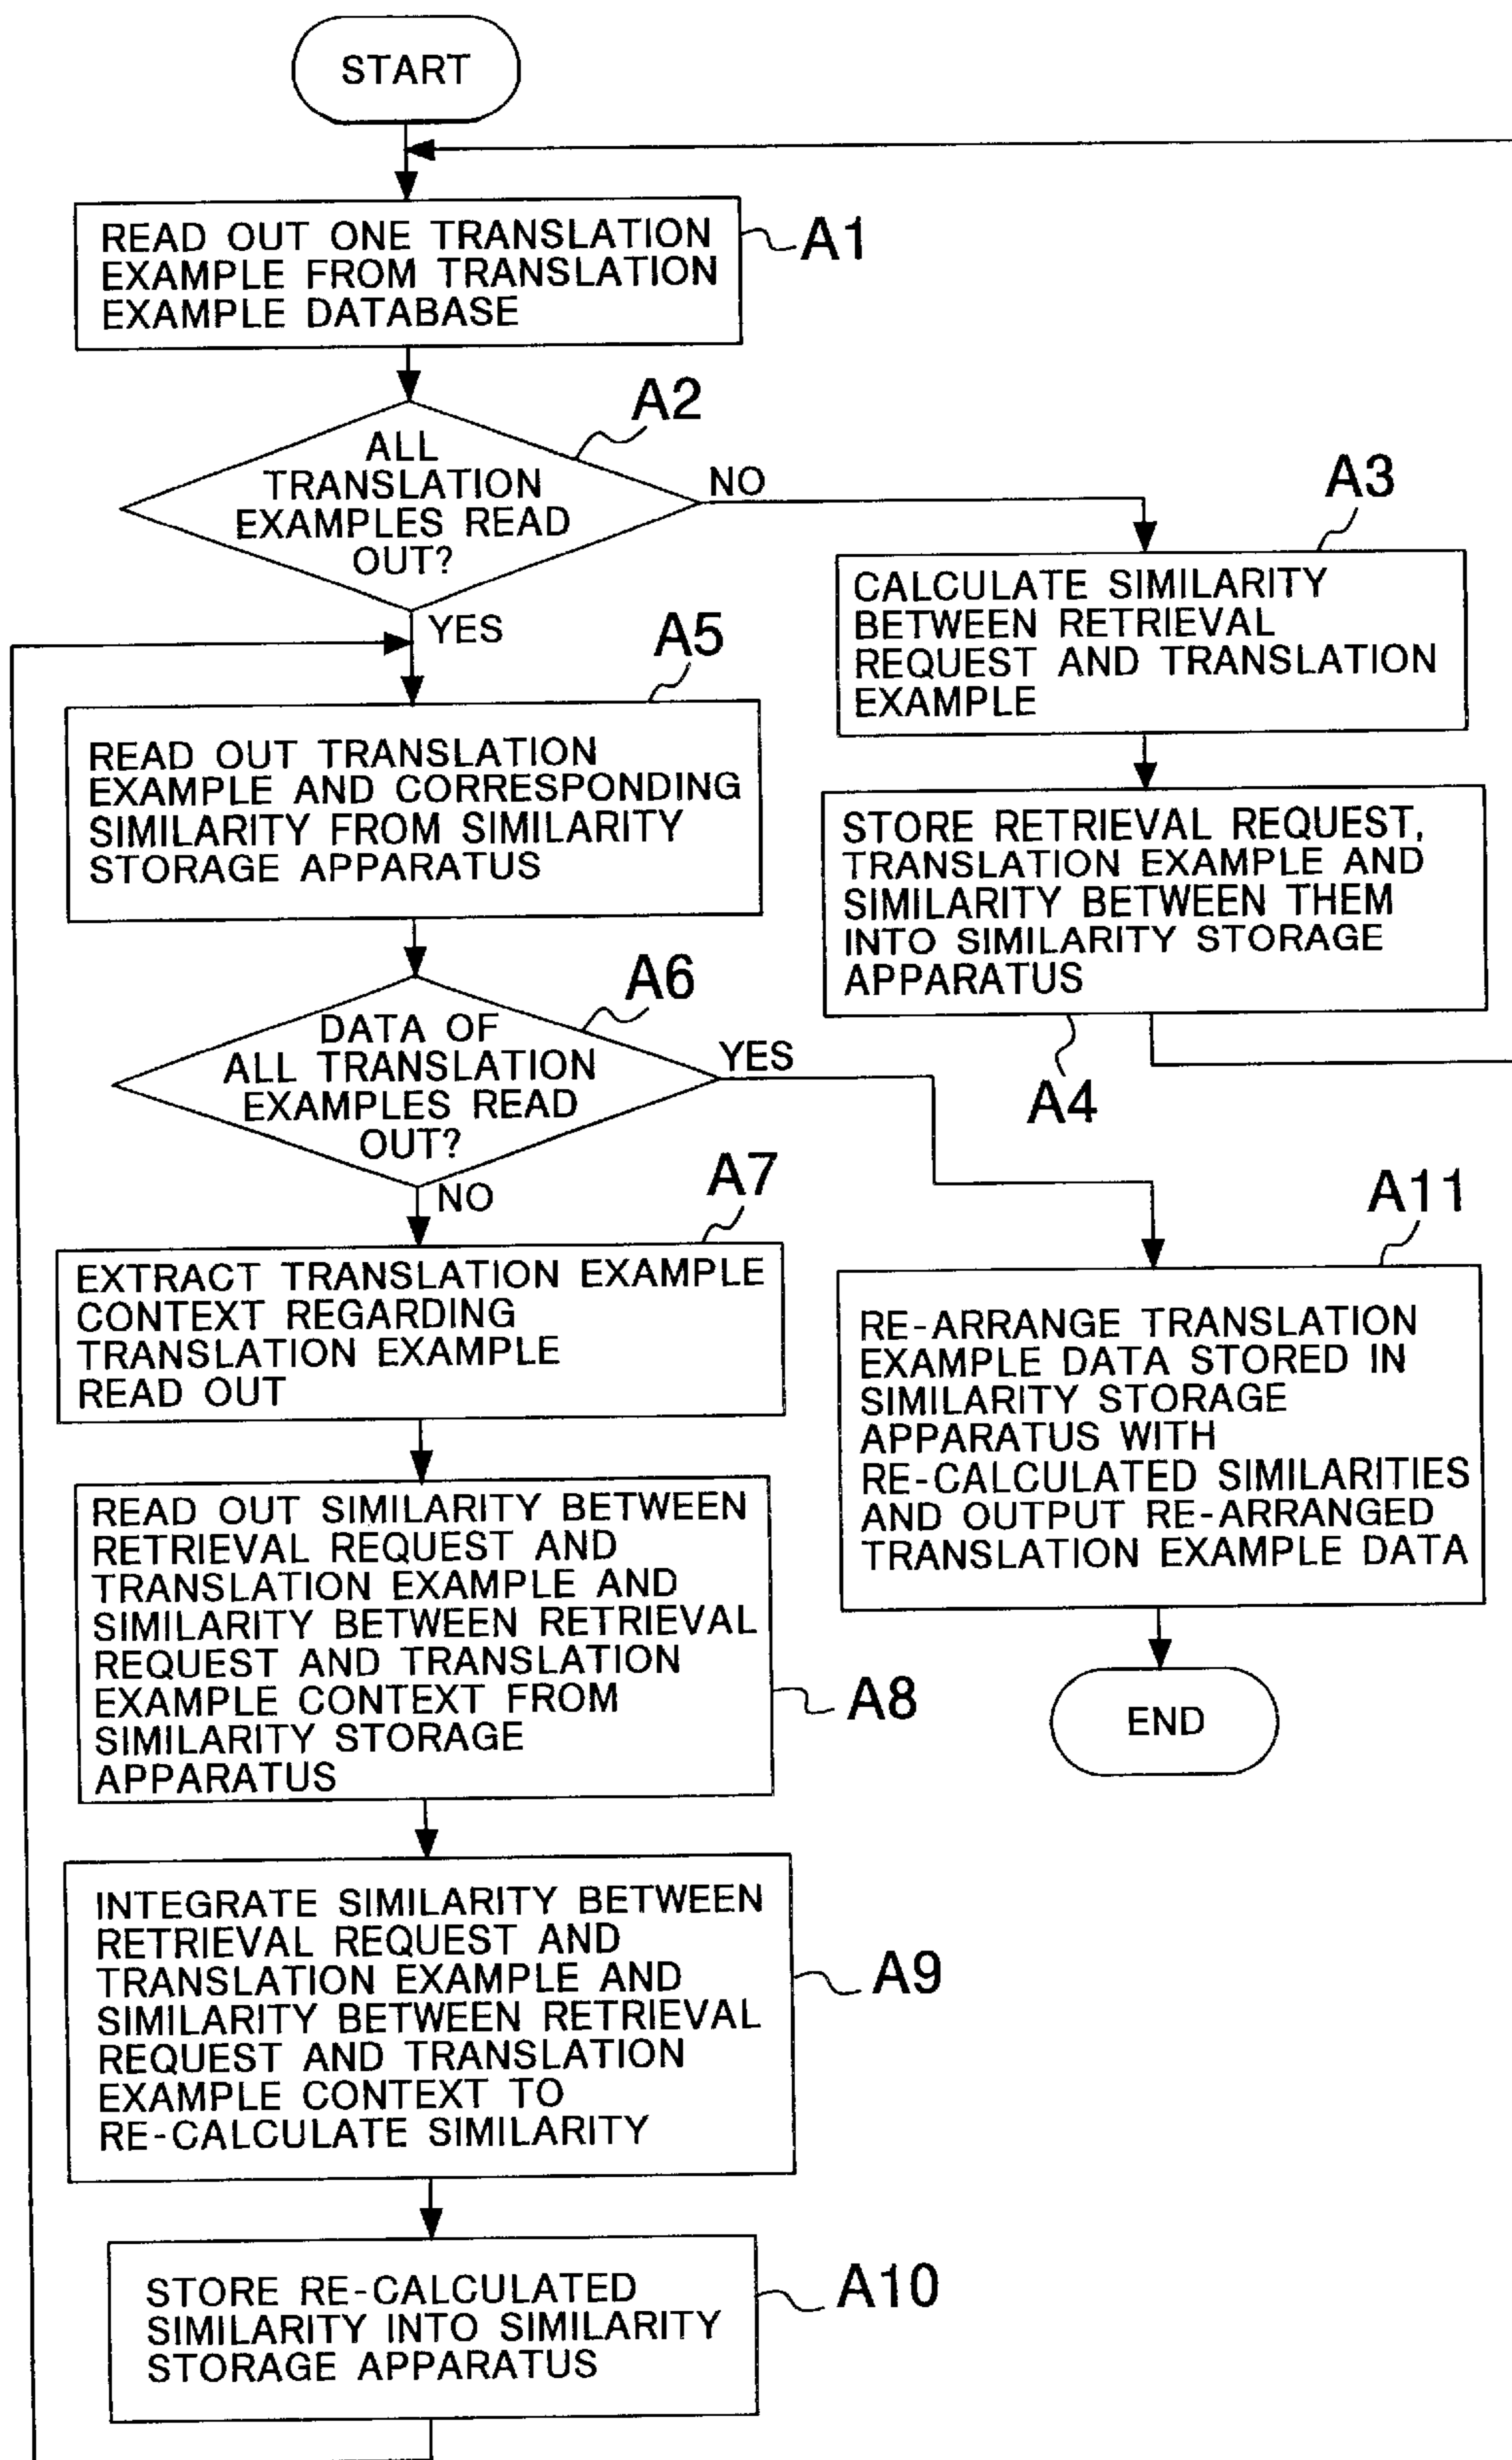 START
READ OUT ONE TRANSLATION
EXAMPLE FROM TRANSLATION
EXAMPLE DATABASE
A1
ALL
TRANSLATION
EXAMPLES READ
OUT?
A2
NO
YES
A3
CALCULATE SIMILARITY
BETWEEN RETRIEVAL
REQUEST AND TRANSLATION
EXAMPLE
STORE RETRIEVAL REQUEST,
TRANSLATION EXAMPLE AND
SIMILARITY BETWEEN THEM
INTO SIMILARITY STORAGE
APPARATUS
A4
A5
READ OUT TRANSLATION
EXAMPLE AND CORRESPONDING
SIMILARITY FROM SIMILARITY
STORAGE APPARATUS
A6
DATA OF
ALL TRANSLATION
EXAMPLES READ
OUT?
YES
NO
A7
EXTRACT TRANSLATION EXAMPLE
CONTEXT REGARDING
TRANSLATION EXAMPLE
READ OUT
READ OUT SIMILARITY BETWEEN
RETRIEVAL REQUEST AND
TRANSLATION EXAMPLE AND
SIMILARITY BETWEEN RETRIEVAL
REQUEST AND TRANSLATION
EXAMPLE CONTEXT FROM
SIMILARITY STORAGE
APPARATUS
A8
INTEGRATE SIMILARITY BETWEEN
RETRIEVAL REQUEST AND
TRANSLATION EXAMPLE AND
SIMILARITY BETWEEN RETRIEVAL
REQUEST AND TRANSLATION
EXAMPLE CONTEXT TO
RE-CALCULATE SIMILARITY
A9
STORE RE-CALCULATED
SIMILARITY INTO SIMILARITY
STORAGE APPARATUS
A10
A11
RE-ARRANGE TRANSLATION
EXAMPLE DATA STORED IN
SIMILARITY STORAGE
APPARATUS WITH
RE-CALCULATED SIMILARITIES
AND OUTPUT RE-ARRANGED
TRANSLATION EXAMPLE DATA
END